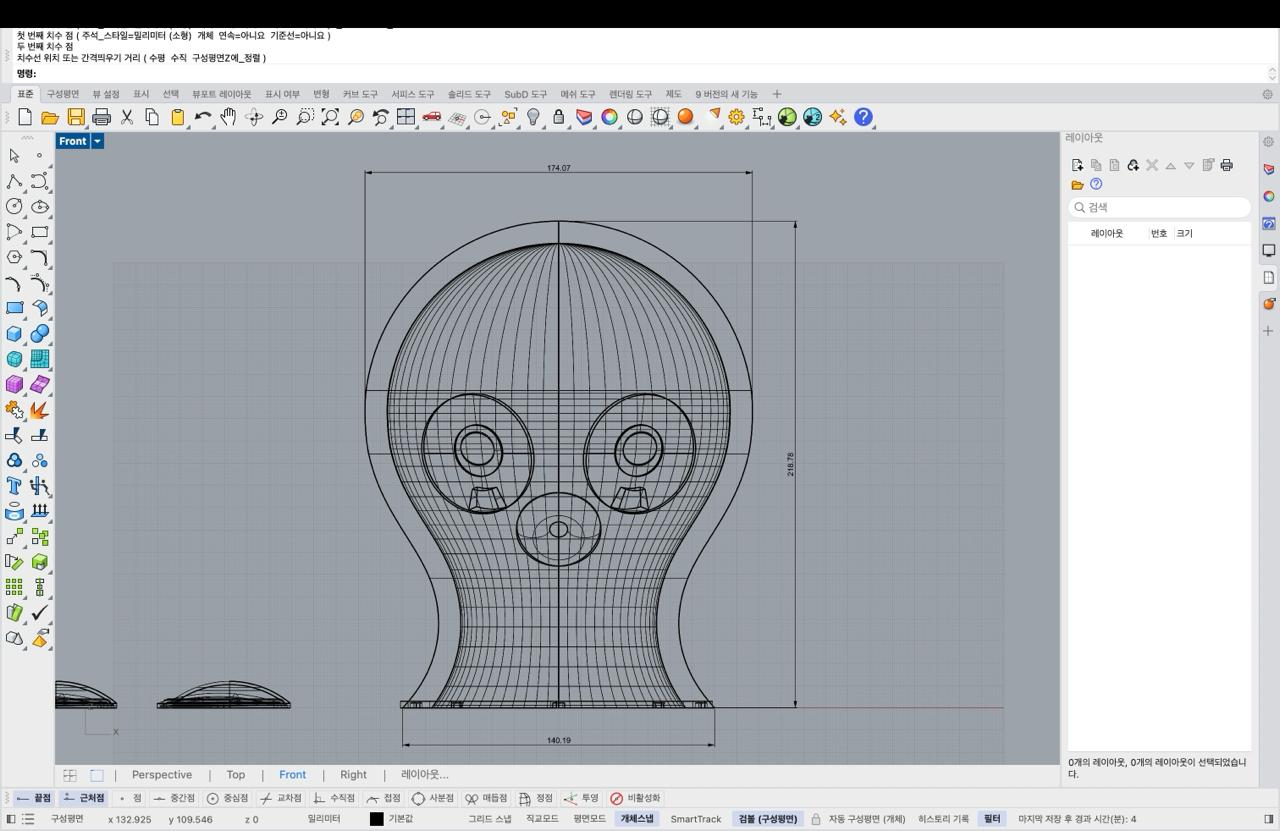 첫 번째 치수 점 ( 주석_스타일=밀리미터 (소형)  개체  연속=아니요  기준선=아니요 )
두 번째 치수 점
치수선 위치 또는 간격띄우기 거리 ( 수평  수직  구성평면Z에_정렬 )
명령:
표준 구성평면 뷰 설정 표시 선택 뷰포트 레이아웃 표시 여부 변형 커브 도구 서피스 도구 솔리드 도구 SubD 도구 메쉬 도구 렌더링 도구 제도 9 버전의 새 기능
Front
레이아웃
검색
레이아웃 번호 크기
174.07
218.78
140.19
X
0개의 레이아웃, 0개의 레이아웃이 선택되었습니
다.
Perspective Top Front Right 레이아웃...
끝점 근처점 점 중간점 중심점 교차점 수직점 접점 사분점 매듭점 정점 투영 비활성화
구성평면 x 132.925 y 109.546 z 0 밀리미터 기본값 그리드 스냅 직교모드 평면모드 개체스냅 SmartTrack 검볼 (구성평면) 자동 구성평면 (개체) 히스토리 기록 필터 마지막 저장 후 경과 시간(분): 4